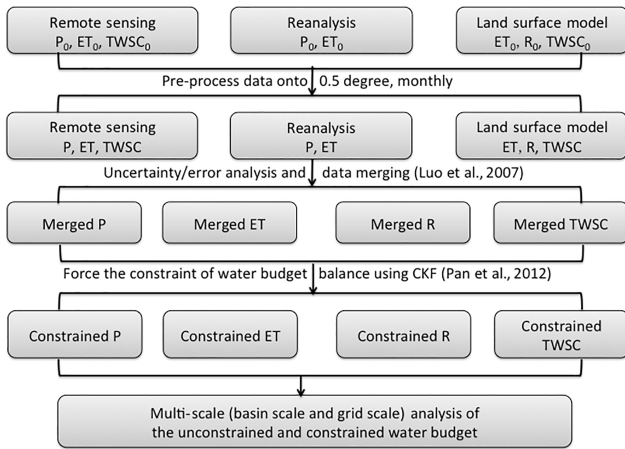 Remote sensing
P₀, ET₀, TWSC₀
Reanalysis
P₀, ET₀
Land surface model
ET₀, R₀, TWSC₀
Pre-process data onto 0.5 degree, monthly
Remote sensing
P, ET, TWSC
Reanalysis
P, ET
Land surface model
ET, R, TWSC
Uncertainty/error analysis and data merging (Luo et al., 2007)
Merged P
Merged ET
Merged R
Merged TWSC
Force the constraint of water budget balance using CKF (Pan et al., 2012)
Constrained P
Constrained ET
Constrained R
Constrained
TWSC
Multi-scale (basin scale and grid scale) analysis of
the unconstrained and constrained water budget